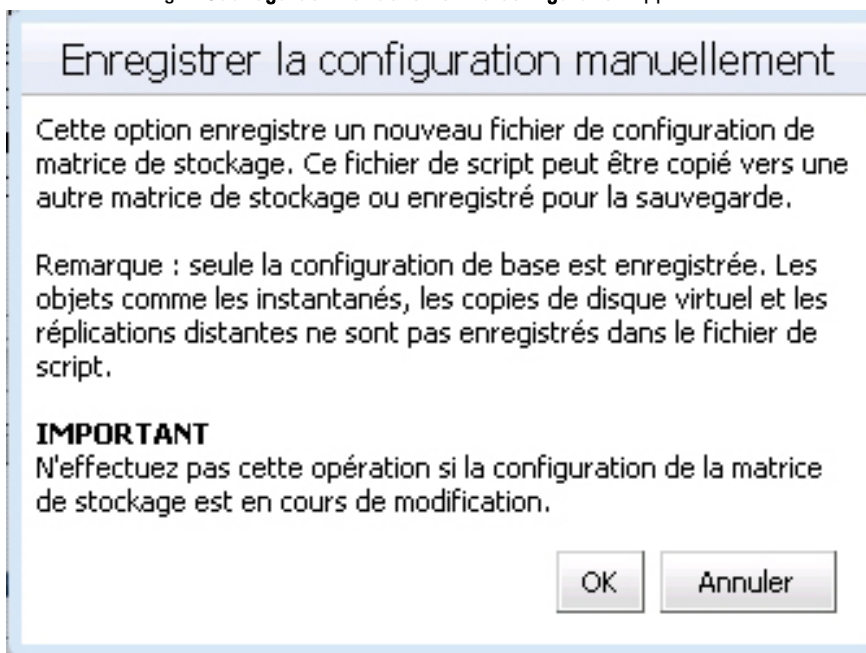 Enregistrer la configuration manuellement
Cette option enregistre un nouveau fichier de configuration de
matrice de stockage. Ce fichier de script peut être copié vers une
autre matrice de stockage ou enregistré pour la sauvegarde.
Remarque : seule la configuration de base est enregistrée. Les
objets comme les instantanés, les copies de disque virtuel et les
réplications distantes ne sont pas enregistrés dans le fichier de
script.
IMPORTANT
N'effectuez pas cette opération si la configuration de la matrice
de stockage est en cours de modification.
OK Annuler